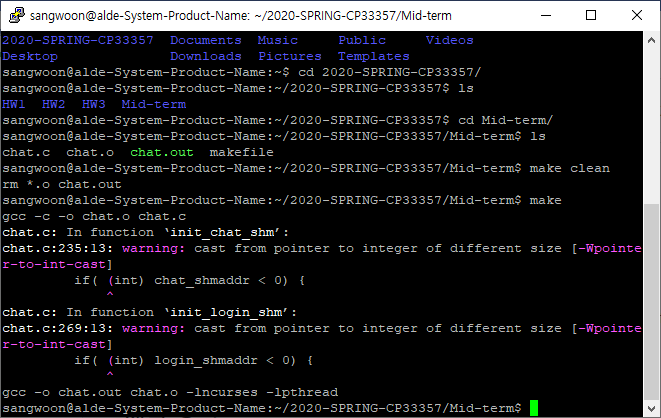 sangwoon@alde-System-Product-Name: ~/2020-SPRING-CP33357/Mid-term
2020-SPRING-CP33357  Documents  Music     Public     Videos
Desktop              Downloads  Pictures  Templates
sangwoon@alde-System-Product-Name:~$ cd 2020-SPRING-CP33357/
sangwoon@alde-System-Product-Name:~/2020-SPRING-CP33357$ ls
HW1  HW2  HW3  Mid-term
sangwoon@alde-System-Product-Name:~/2020-SPRING-CP33357$ cd Mid-term/
sangwoon@alde-System-Product-Name:~/2020-SPRING-CP33357/Mid-term$ ls
chat.c  chat.o  chat.out  makefile
sangwoon@alde-System-Product-Name:~/2020-SPRING-CP33357/Mid-term$ make clean
rm *.o chat.out
sangwoon@alde-System-Product-Name:~/2020-SPRING-CP33357/Mid-term$ make
gcc -c -o chat.o chat.c
chat.c: In function ‘init_chat_shm’:
chat.c:235:13: warning: cast from pointer to integer of different size [-Wpointe
r-to-int-cast]
         if( (int) chat_shmaddr < 0) {
             ^
chat.c: In function ‘init_login_shm’:
chat.c:269:13: warning: cast from pointer to integer of different size [-Wpointe
r-to-int-cast]
         if( (int) login_shmaddr < 0) {
             ^
gcc -o chat.out chat.o -lncurses -lpthread
sangwoon@alde-System-Product-Name:~/2020-SPRING-CP33357/Mid-term$